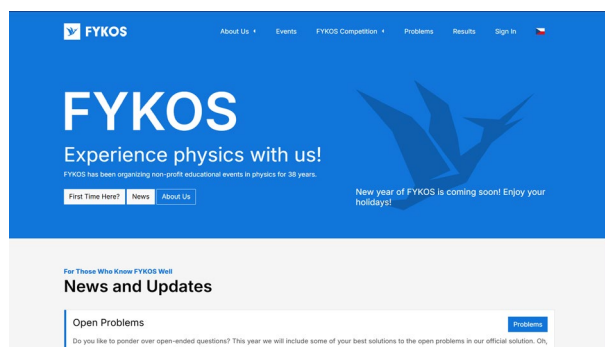 FYKOS
About Us
Events
FYKOS Competition
Problems
Results
Sign In
FYKOS
Experience physics with us!
FYKOS has been organizing non-profit educational events in physics for 38 years.
First Time Here?
News
About Us
New year of FYKOS is coming soon! Enjoy your
holidays!
For Those Who Know FYKOS Well
News and Updates
Open Problems
Problems
Do you like to ponder over open-ended questions? This year we will include some of your best solutions to the open problems in our official solution. Oh,